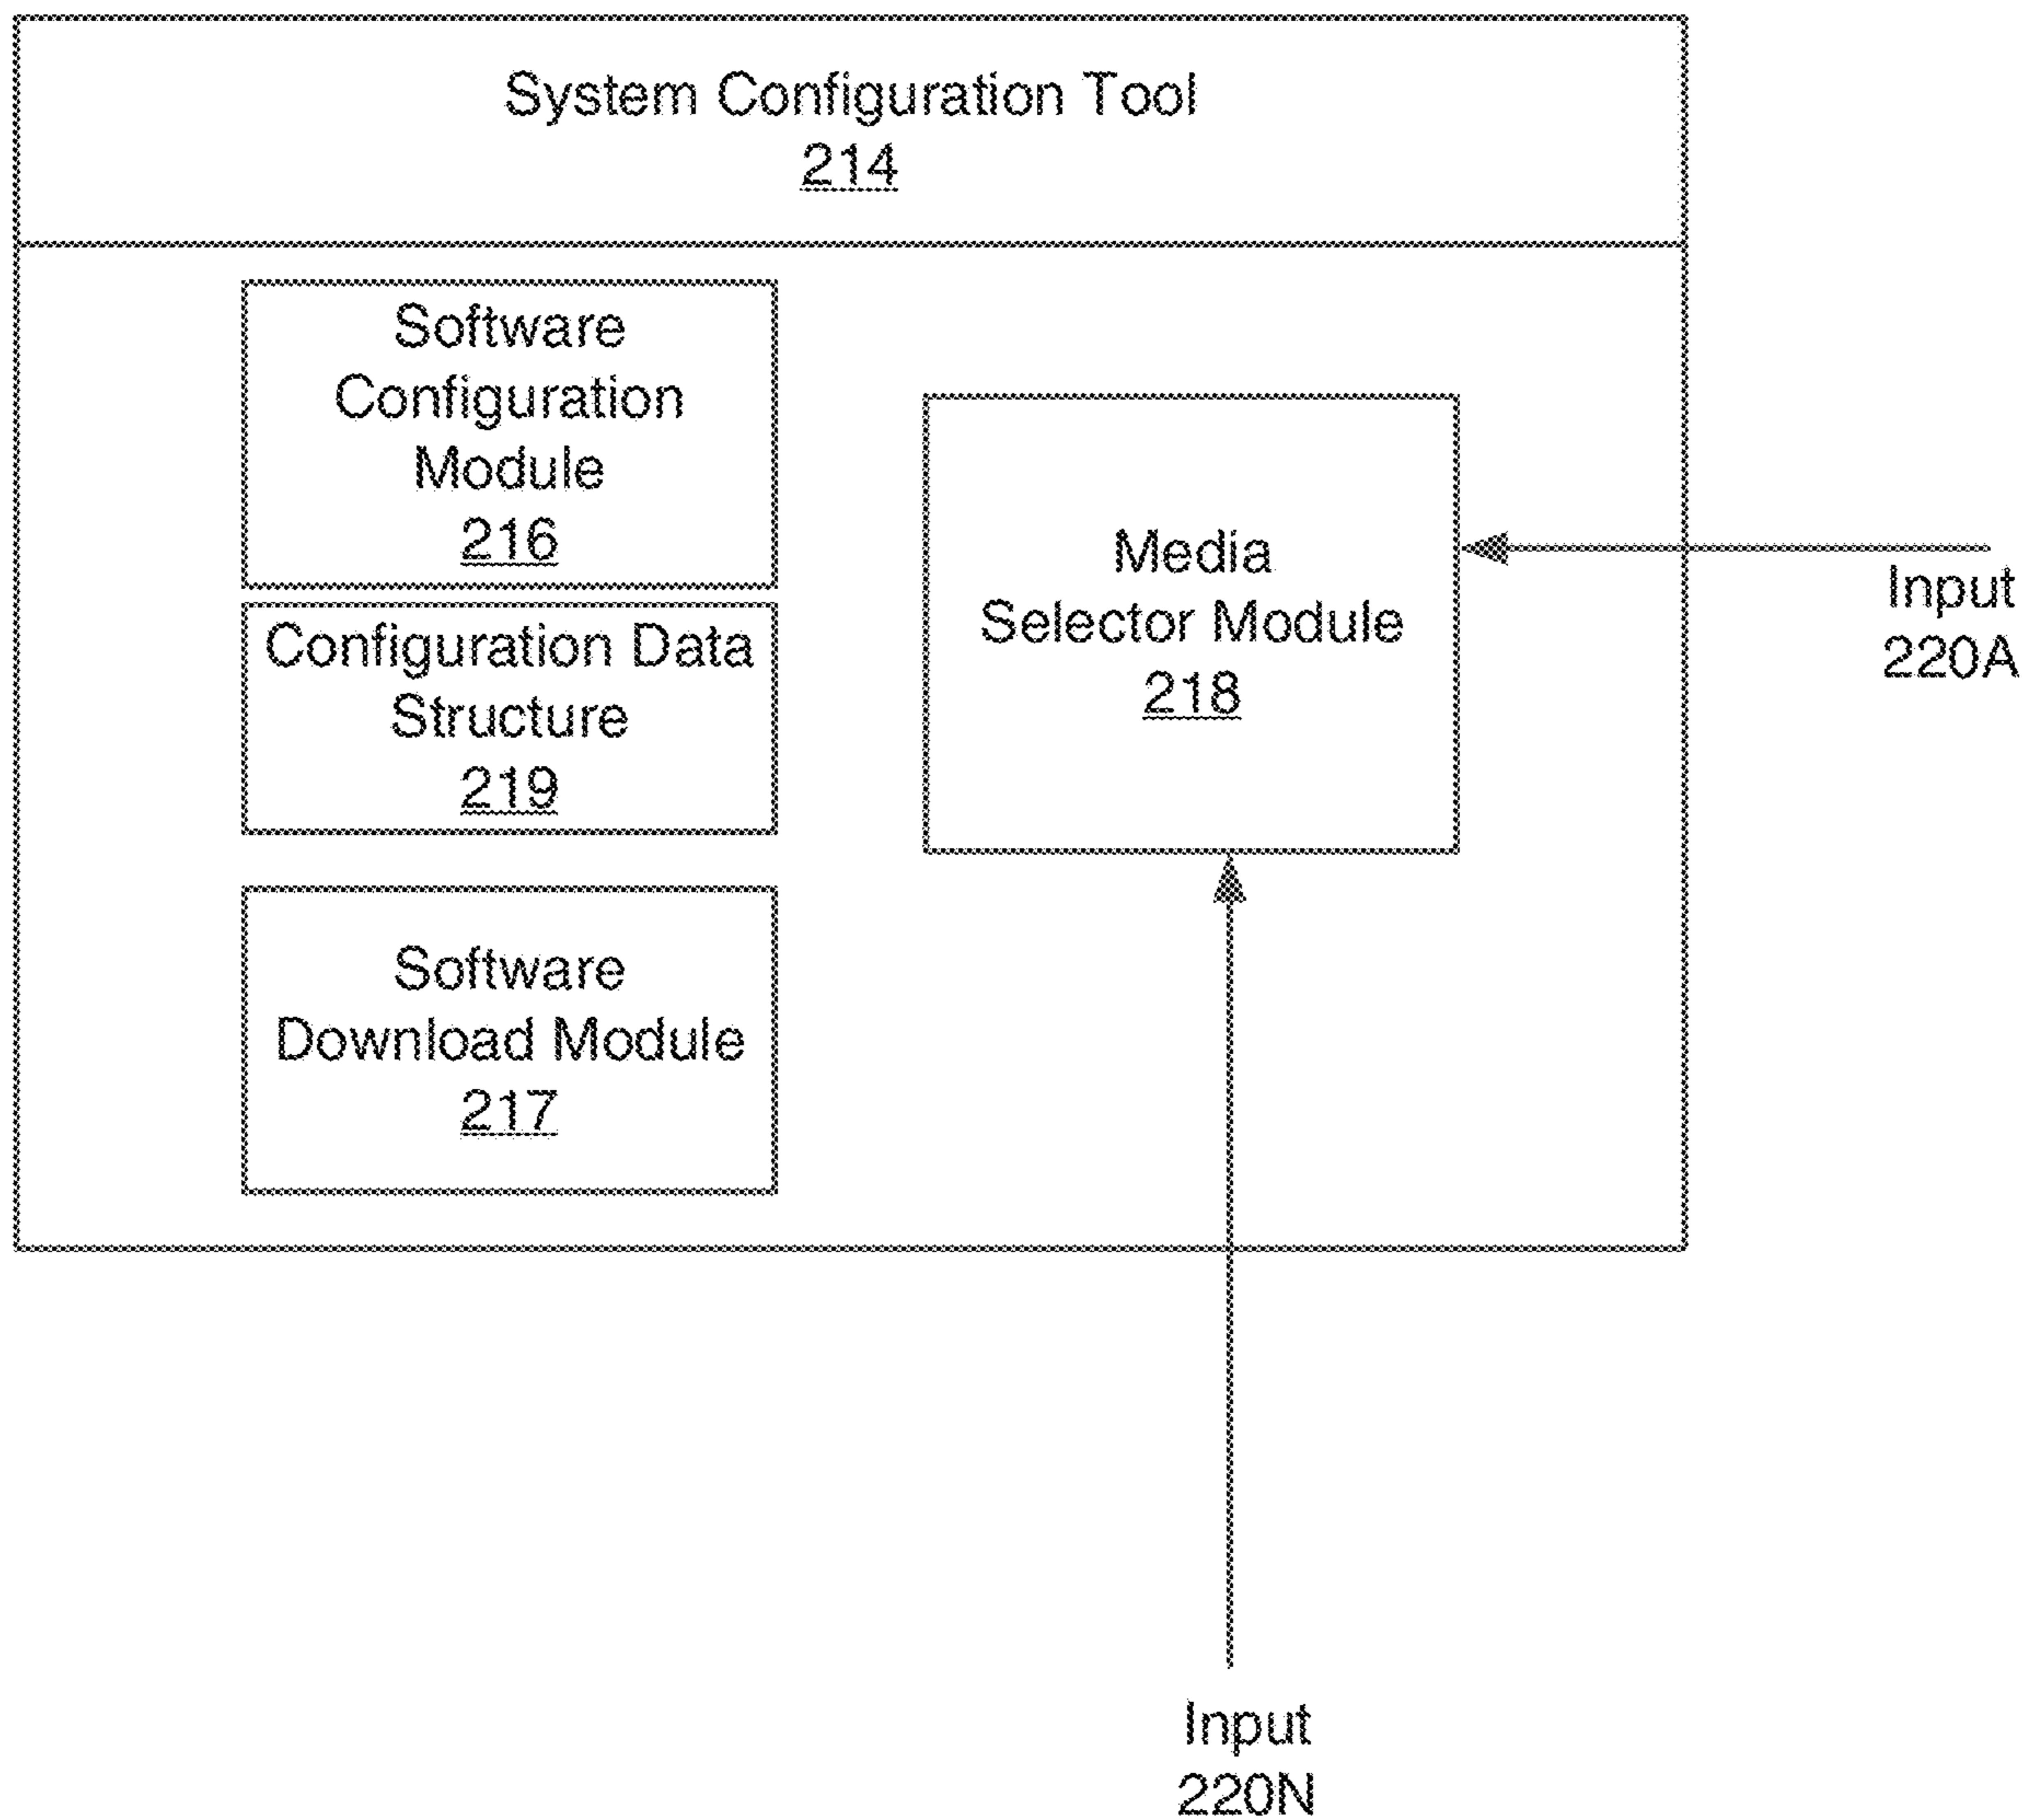 System Configuration Tool
214
Software
Configuration
Module
216
Configuration Data
Structure
219
Software
Download Module
217
Media
Selector Module
218
Input
220A
Input
220N